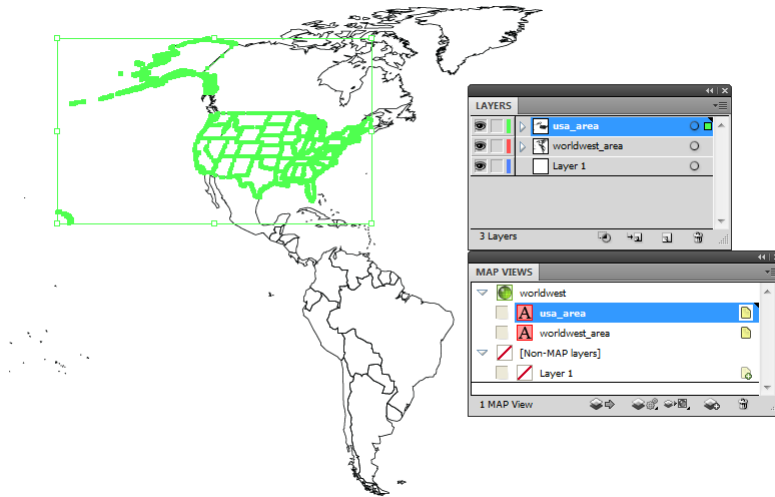 LAYERS
usa_area
worldwest_area
Layer 1
3 Layers
MAP VIEWS
worldwest
A usa_area
A worldwest_area
[Non-MAP layers]
Layer 1
1 MAP View